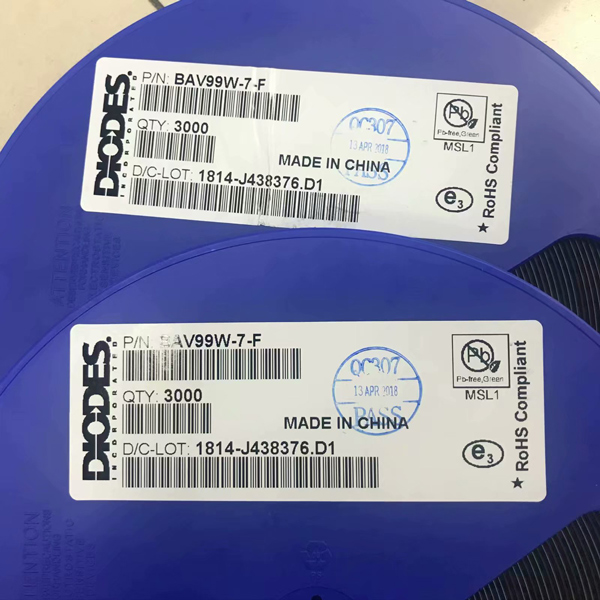 DIODES
INCORPORATED
P/N: BAV99W-7-F
QTY: 3000
D/C-LOT: 1814-J438376.D1
MADE IN CHINA
QC307
13 APR 2018
PASS
Pb
Pb-free,Green
MSL1
e3
★ RoHS Compliant
ATTENTION
DIODES
INCORPORATED
P/N: BAV99W-7-F
QTY: 3000
D/C-LOT: 1814-J438376.D1
MADE IN CHINA
QC307
13 APR 2018
PASS
Pb
Pb-free,Green
MSL1
e3
★ RoHS Compliant
ATTENTION